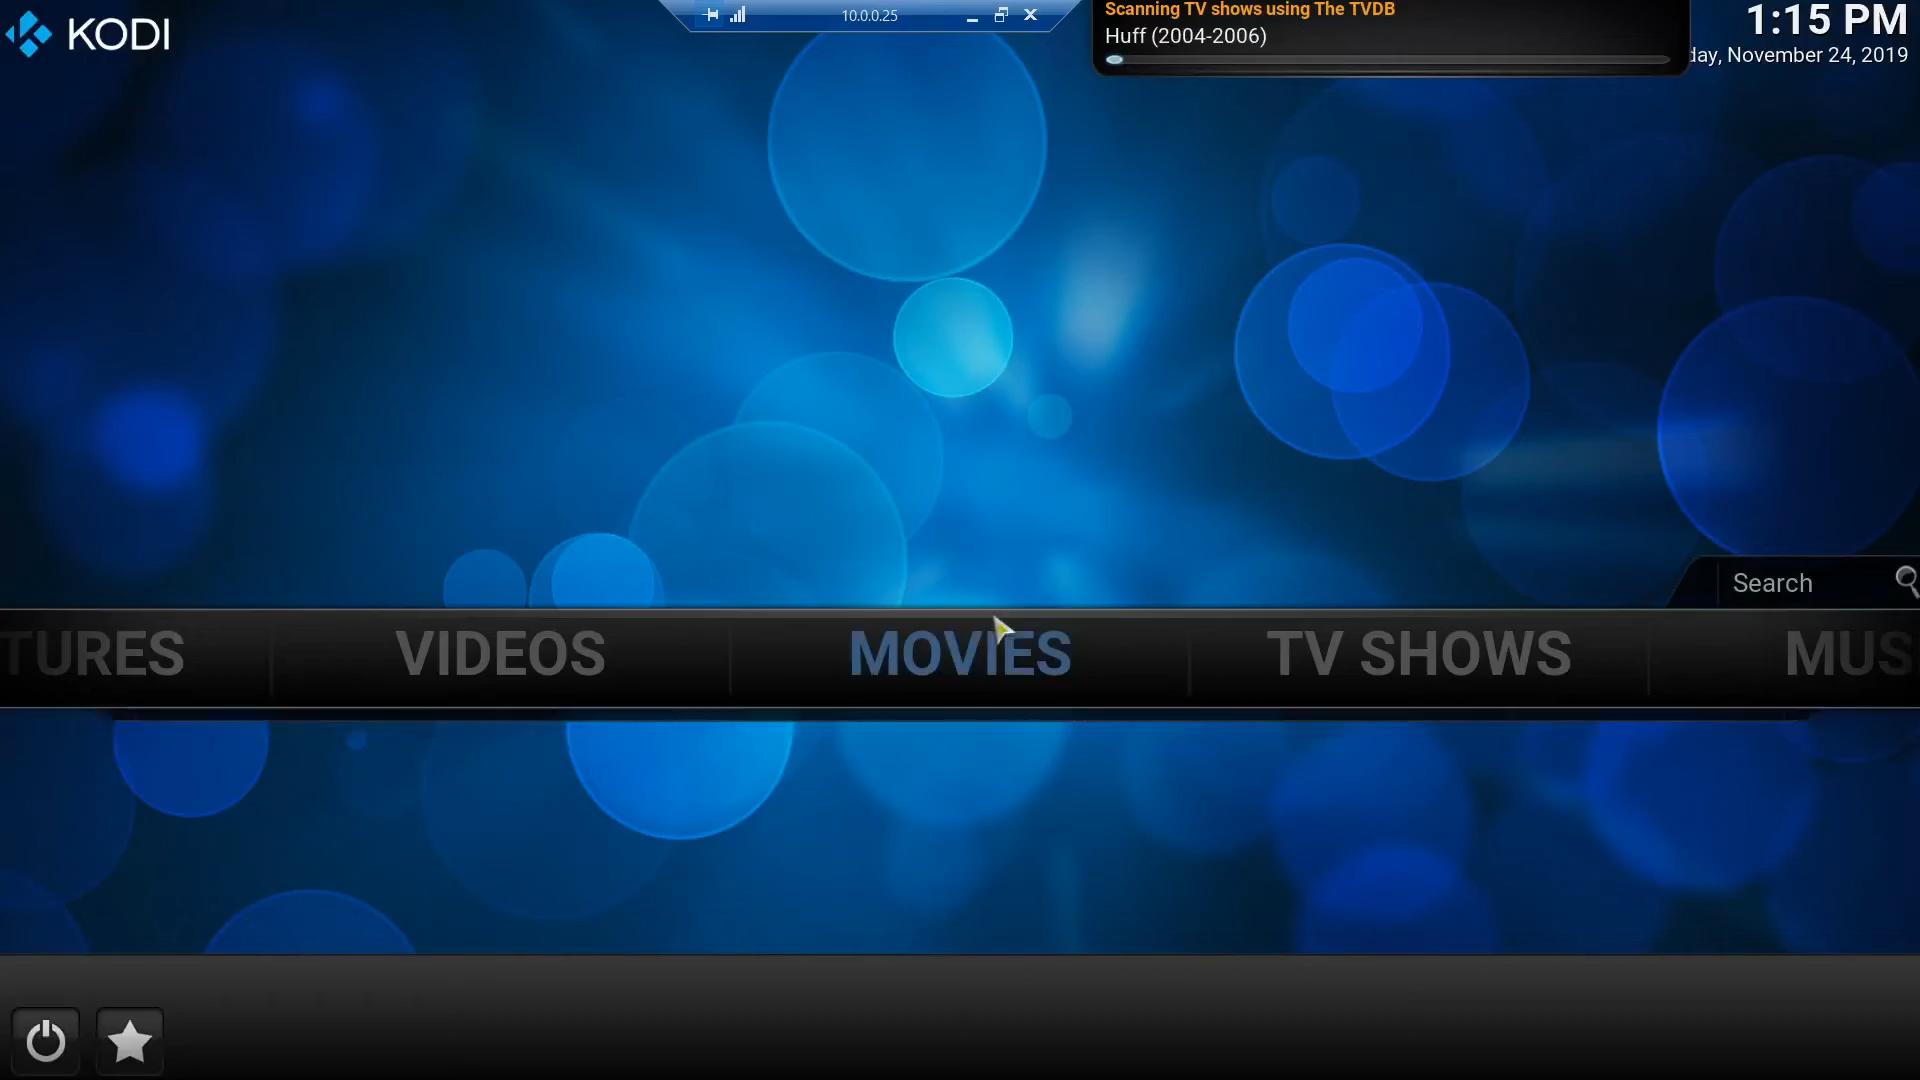 KODI
10.0.0.25
Scanning TV shows using The TVDB
Huff (2004-2006)
1:15 PM
day, November 24, 2019
Search
TURES
VIDEOS
MOVIES
TV SHOWS
MUS